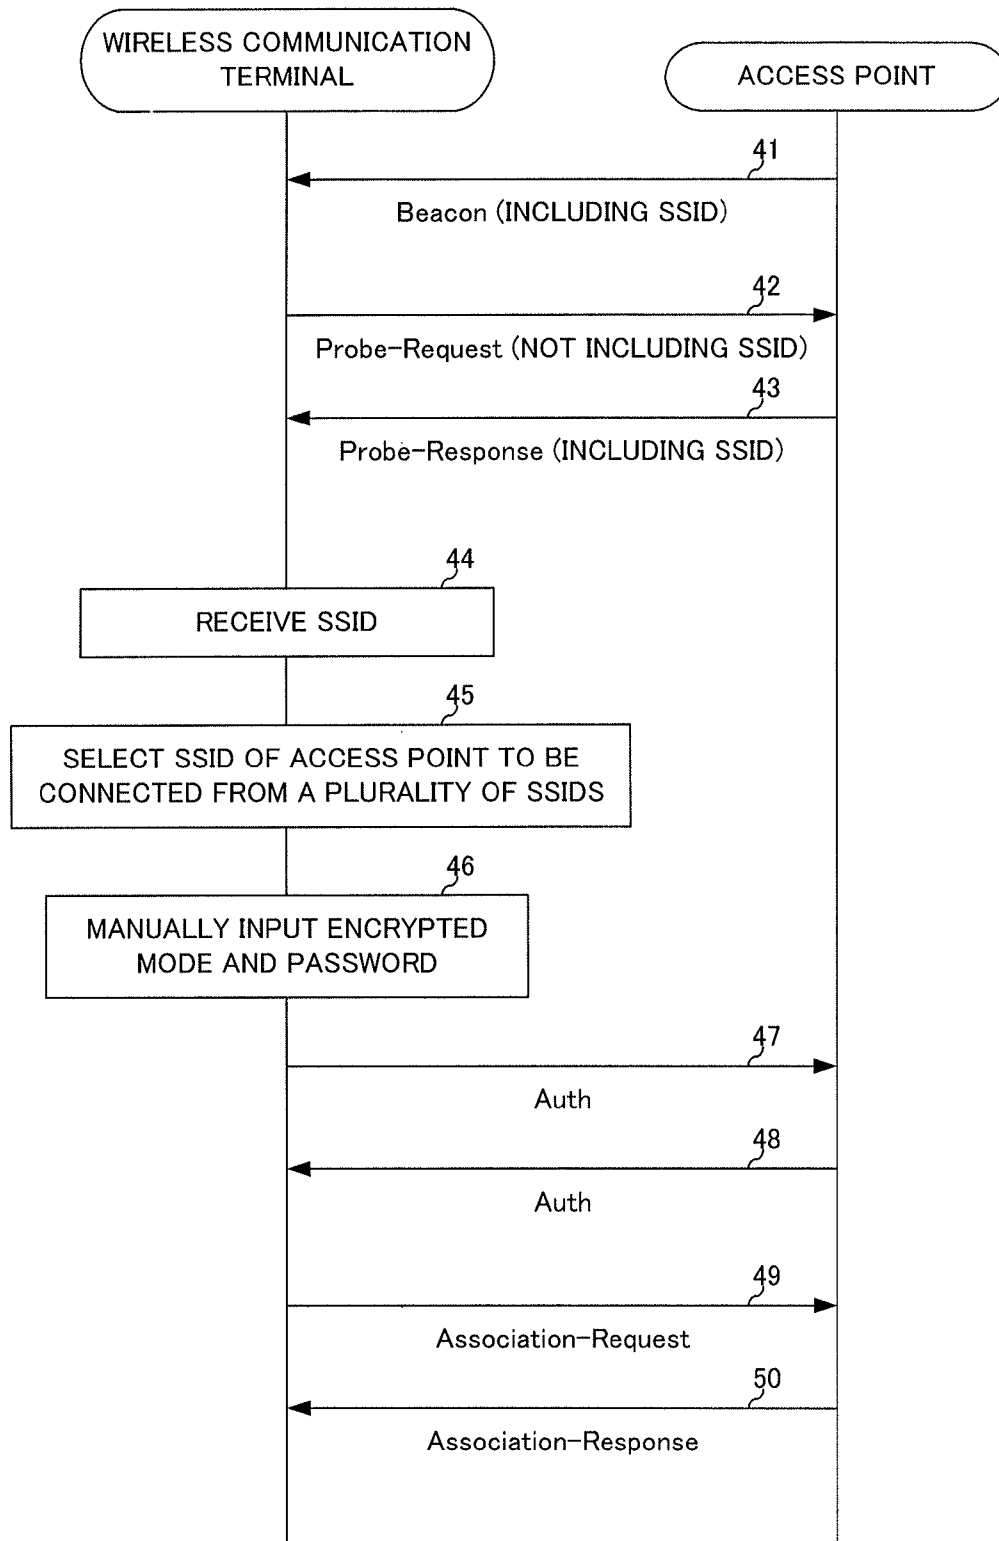 WIRELESS COMMUNICATION
TERMINAL
ACCESS POINT
41
Beacon (INCLUDING SSID)
42
Probe-Request (NOT INCLUDING SSID)
43
Probe-Response (INCLUDING SSID)
44
RECEIVE SSID
45
SELECT SSID OF ACCESS POINT TO BE
CONNECTED FROM A PLURALITY OF SSIDS
46
MANUALLY INPUT ENCRYPTED
MODE AND PASSWORD
47
Auth
48
Auth
49
Association-Request
50
Association-Response